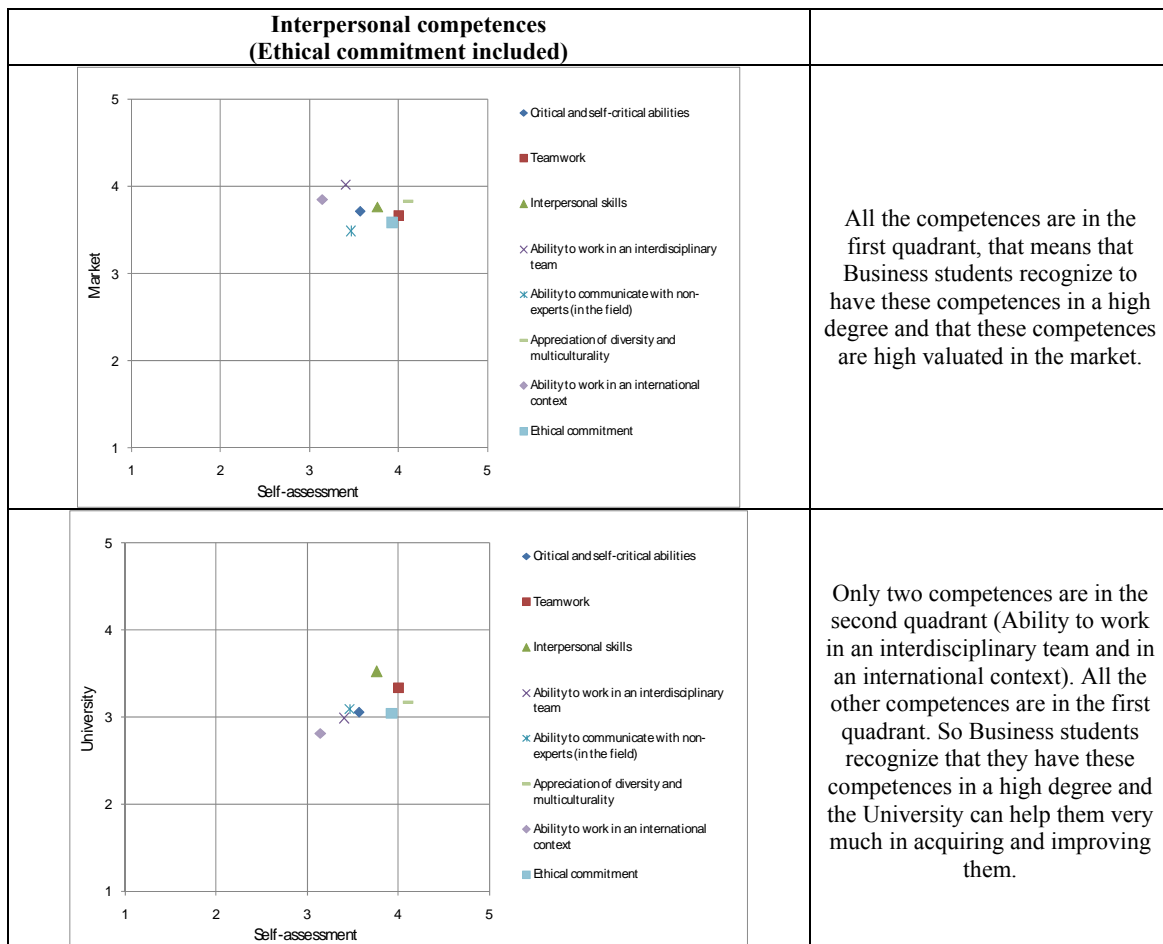 Interpersonal competences
(Ethical commitment included)
5
4
3
2
1
Market
1 2 3 4 5
Self-assessment
Critical and self-critical abilities
Teamwork
Interpersonal skills
Ability to work in an interdisciplinary
team
Ability to communicate with non-
experts (in the field)
Appreciation of diversity and
multiculturality
Ability to work in an international
context
Ethical commitment
All the competences are in the
first quadrant, that means that
Business students recognize to
have these competences in a high
degree and that these competences
are high valuated in the market.
5
4
3
2
1
University
1 2 3 4 5
Self-assessment
Critical and self-critical abilities
Teamwork
Interpersonal skills
Ability to work in an interdisciplinary
team
Ability to communicate with non-
experts (in the field)
Appreciation of diversity and
multiculturality
Ability to work in an international
context
Ethical commitment
Only two competences are in the
second quadrant (Ability to work
in an interdisciplinary team and in
an international context). All the
other competences are in the first
quadrant. So Business students
recognize that they have these
competences in a high degree and
the University can help them very
much in acquiring and improving
them.